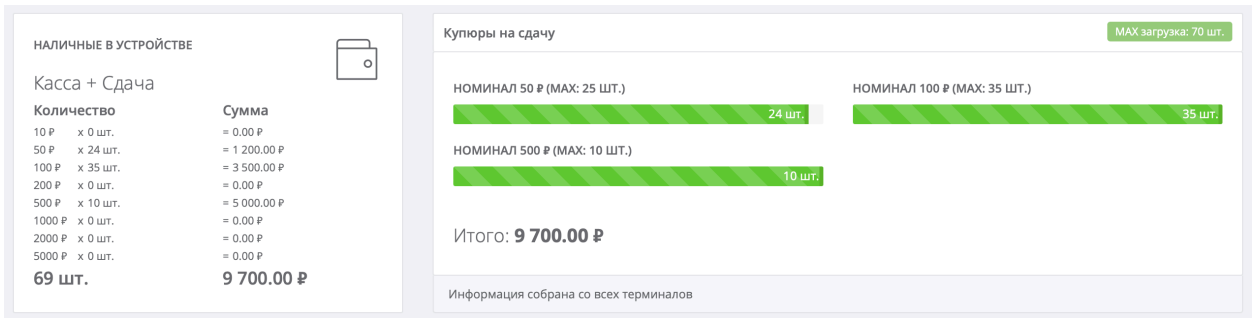 НАЛИЧНЫЕ В УСТРОЙСТВЕ
Касса + Сдача
Количество Сумма
10 ₽ x 0 шт. = 0.00 ₽
50 ₽ x 24 шт. = 1 200.00 ₽
100 ₽ x 35 шт. = 3 500.00 ₽
200 ₽ x 0 шт. = 0.00 ₽
500 ₽ x 10 шт. = 5 000.00 ₽
1000 ₽ x 0 шт. = 0.00 ₽
2000 ₽ x 0 шт. = 0.00 ₽
5000 ₽ x 0 шт. = 0.00 ₽
69 шт. 9 700.00 ₽
Купюры на сдачу
MAX загрузка: 70 шт.
НОМИНАЛ 50 ₽ (MAX: 25 ШТ.)
24 шт.
НОМИНАЛ 100 ₽ (MAX: 35 ШТ.)
35 шт.
НОМИНАЛ 500 ₽ (MAX: 10 ШТ.)
10 шт.
Итого: 9 700.00 ₽
Информация собрана со всех терминалов